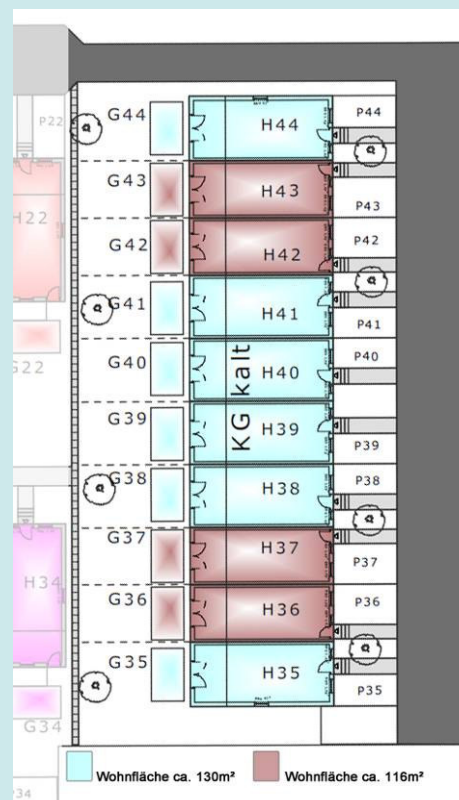 G44 H44 P44
P22
G43 H43 P43
H22
G42 H42 P42
G41 H41 P41
G22
G40 H40 P40
KG kalt
G39 H39 P39
G38 H38 P38
G37 H37 P37
H34
G36 H36 P36
G35 H35 P35
G34
P34
Wohnfläche ca. 130m² Wohnfläche ca. 116m²